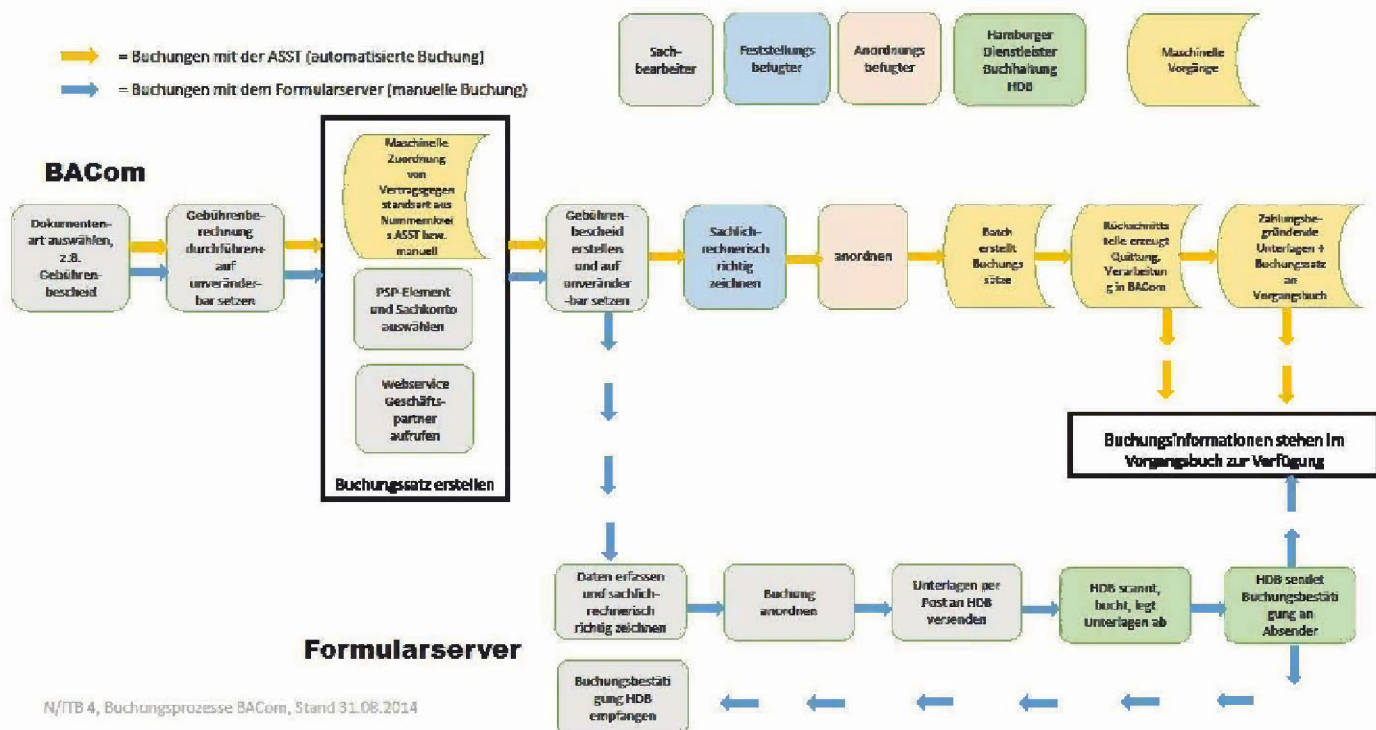 = Buchungen mit der ASST (automatisierte Buchung)
= Buchungen mit dem Formularserver (manuelle Buchung)
Sach-
bearbeiter
Feststellungs
befugter
Anordnungs
befugter
Hamburger
Dienstleister
Buchhaltung
HDB
Maschinelle
Vorgänge
BACom
Dokumenten-
art auswählen,
z.B.
Gebühren-
bescheid
Gebührenbe-
rechnung
durchführen+
auf
unveränder-
bar setzen
Maschinelle
Zuordnung
von
Vertragsgegen
standsart aus
Nummernkrei
s ASST bzw.
manuell
PSP-Element
und Sachkonto
auswählen
Webservice
Geschäfts-
partner
aufrufen
Buchungssatz erstellen
Gebühren-
bescheid
erstellen
und auf
unveränder
-bar setzen
Sachlich-
rechnerisch
richtig
zeichnen
anordnen
Batch
erstellt
Buchungs
sätze
Rückschnitts
telle erzeugt
Quittung,
Verarbeitun
g in BACom
Zahlungsbe-
gründende
Unterlagen +
Buchungssatz
an
Vorgangsbuch
Buchungsinformationen stehen im
Vorgangsbuch zur Verfügung
Daten erfassen
und sachlich-
rechnerisch
richtig zeichnen
Buchung
anordnen
Unterlagen per
Post an HDB
versenden
HDB scannt,
bucht, legt
Unterlagen ab
HDB sendet
Buchungsbestäti
gung an
Absender
Formularserver
Buchungsbestäti
gung HDB
empfangen
N/ITB 4, Buchungsprozesse BACom, Stand 31.08.2014